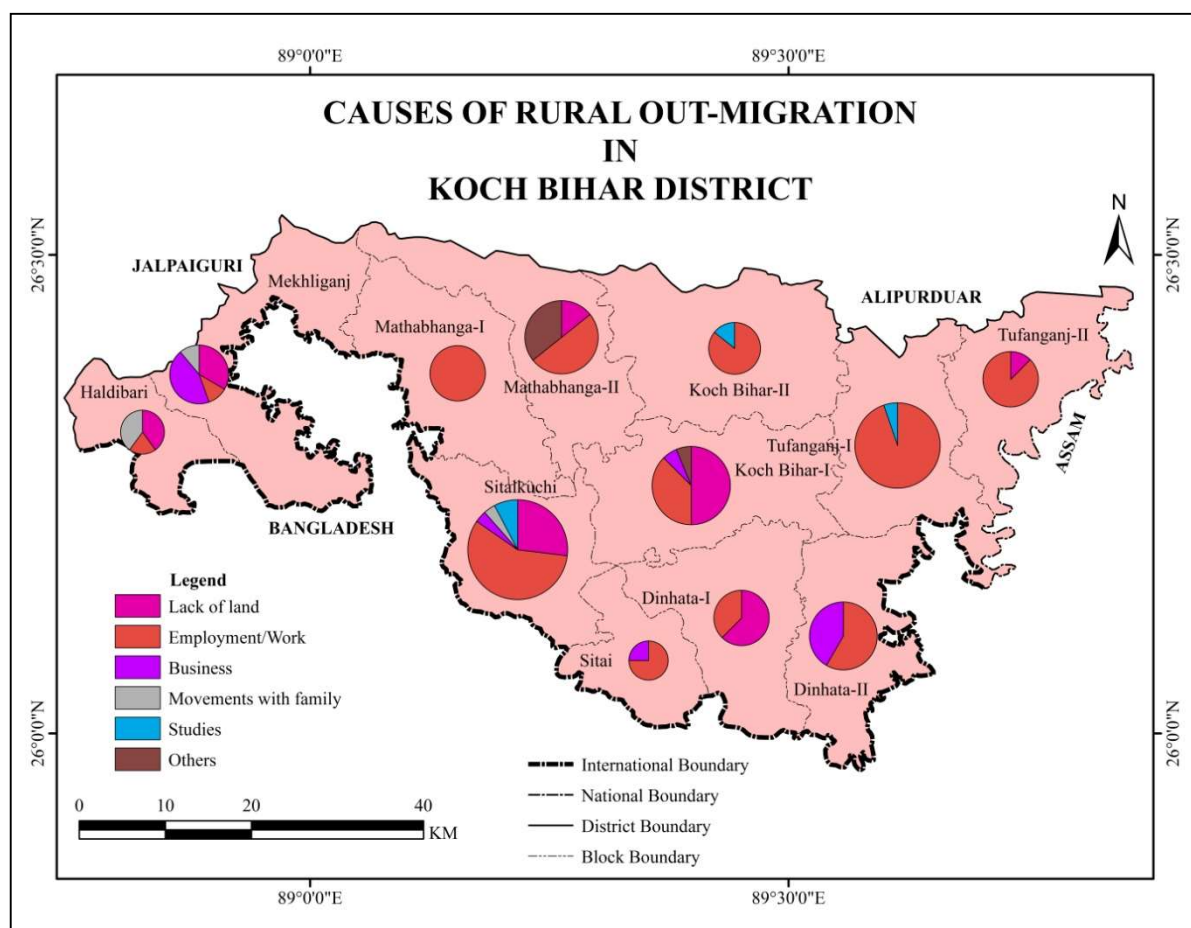 89°0'0"E
89°30'0"E
CAUSES OF RURAL OUT-MIGRATION
IN
KOCH BIHAR DISTRICT
N
26°30'0"N
26°30'0"N
JALPAIGURI
Mekhliganj
ALIPURDUAR
Mathabhanga-I
Tufanganj-II
Haldibari
Mathabhanga-II
Koch Bihar-II
ASSAM
Tufanganj-I
Koch Bihar-I
Sitalkuchi
BANGLADESH
Legend
Lack of land
Employment/Work
Business
Movements with family
Studies
Others
Dinhata-I
Sitai
Dinhata-II
26°0'0"N
26°0'0"N
International Boundary
National Boundary
District Boundary
Block Boundary
0 10 20 40
KM
89°0'0"E
89°30'0"E